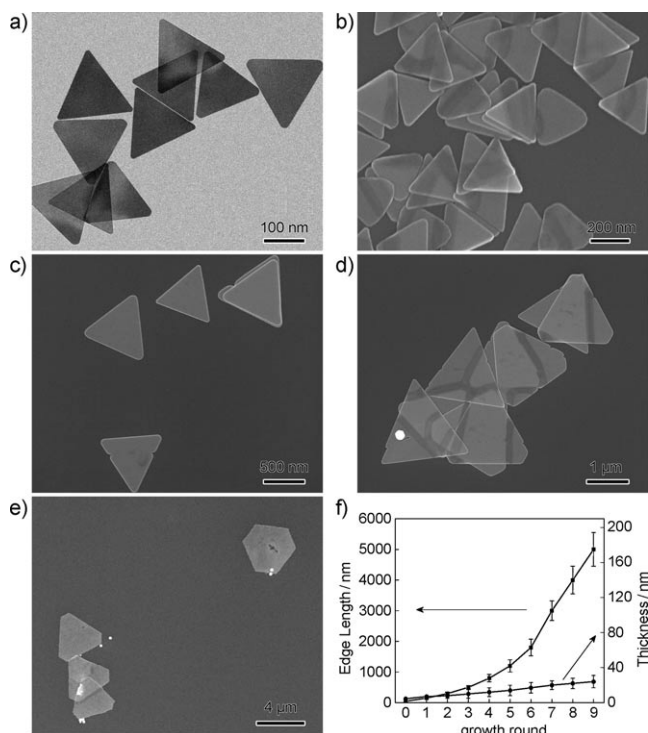 a)
100 nm
b)
200 nm
c)
500 nm
d)
1 μm
e)
4 μm
f)
6000
5000
4000
3000
2000
1000
0
Edge Length / nm
200
160
120
80
40
0
Thickness / nm
0 1 2 3 4 5 6 7 8 9
growth round